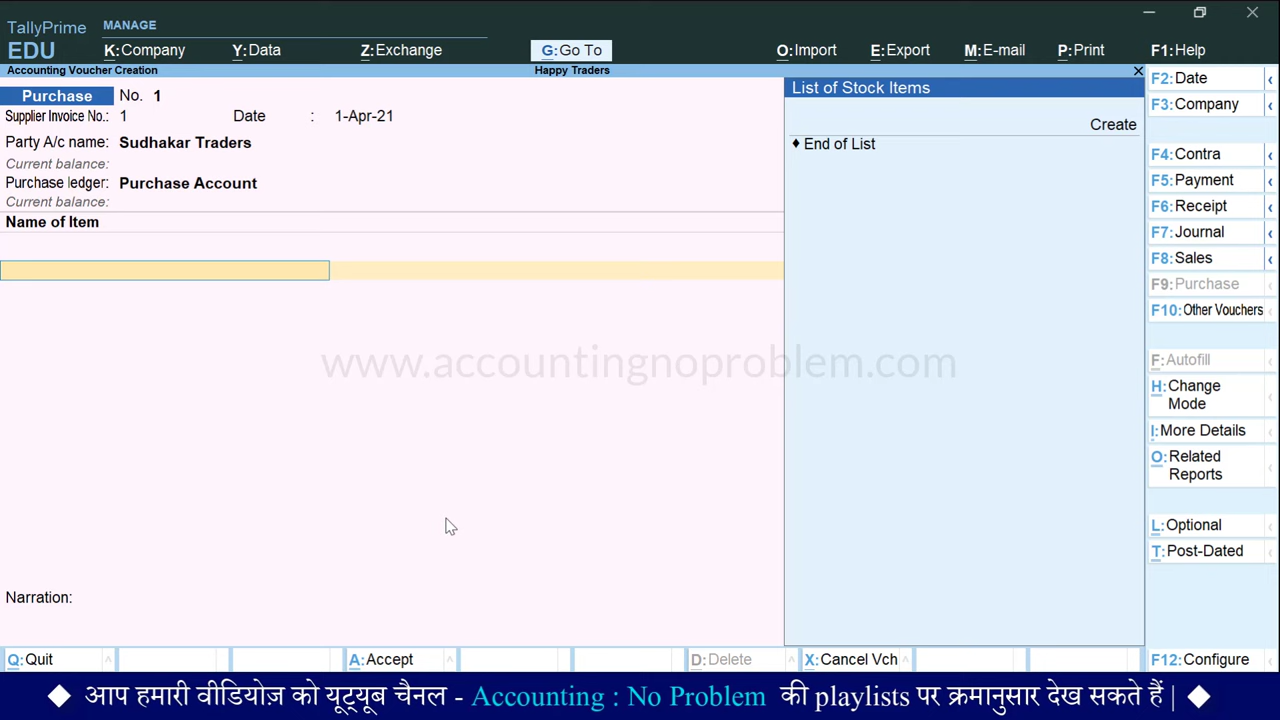 TallyPrime MANAGE
EDU K:Company Y:Data Z:Exchange G:Go To O:Import E:Export M:E-mail P:Print F1:Help
Accounting Voucher Creation Happy Traders
Purchase No. 1
Supplier Invoice No.: 1 Date : 1-Apr-21
Party A/c name: Sudhakar Traders
Current balance:
Purchase ledger: Purchase Account
Current balance:
Name of Item
Narration:
List of Stock Items
Create
♦ End of List
F2:Date
F3:Company
F4:Contra
F5:Payment
F6:Receipt
F7:Journal
F8:Sales
F9:Purchase
F10:Other Vouchers
F:Autofill
H:Change
Mode
I:More Details
O:Related
Reports
L:Optional
T:Post-Dated
www.accountingnoproblem.com
Q:Quit A:Accept D:Delete X:Cancel Vch F12:Configure
◆ आप हमारी वीडियोज़ को यूट्यूब चैनल - Accounting : No Problem की playlists पर क्रमानुसार देख सकते हैं | ◆